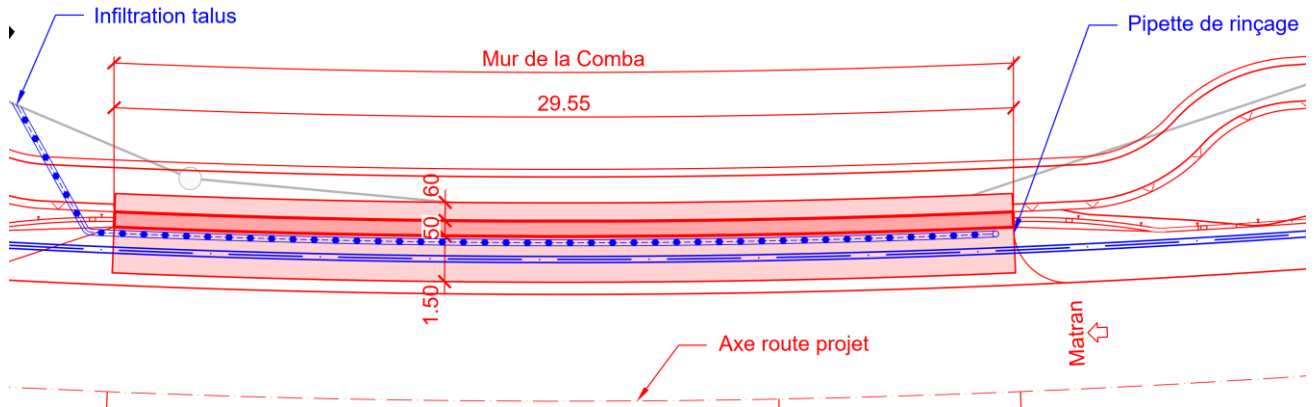 Infiltration talus
Pipette de rinçage
Mur de la Comba
29.55
60
50
1.50
Matran
Axe route projet